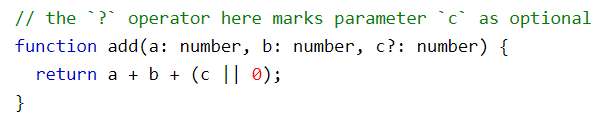 // the `?` operator here marks parameter `c` as optional
function add(a: number, b: number, c?: number) {
  return a + b + (c || 0);
}